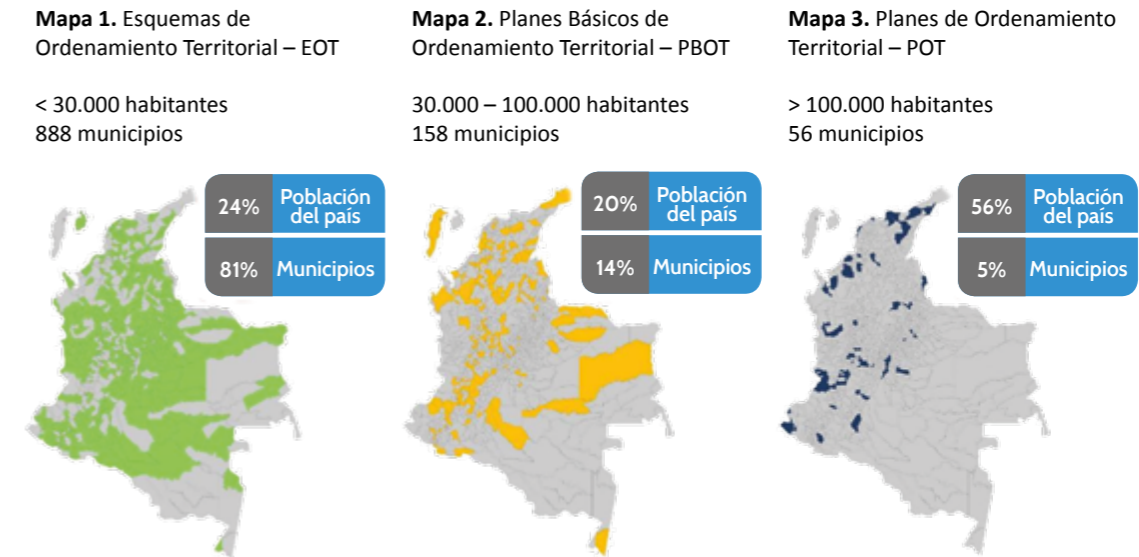 Mapa 1. Esquemas de
Ordenamiento Territorial – EOT
< 30.000 habitantes
888 municipios
24% Población
del país
81% Municipios
Mapa 2. Planes Básicos de
Ordenamiento Territorial – PBOT
30.000 – 100.000 habitantes
158 municipios
20% Población
del país
14% Municipios
Mapa 3. Planes de Ordenamiento
Territorial – POT
> 100.000 habitantes
56 municipios
56% Población
del país
5% Municipios